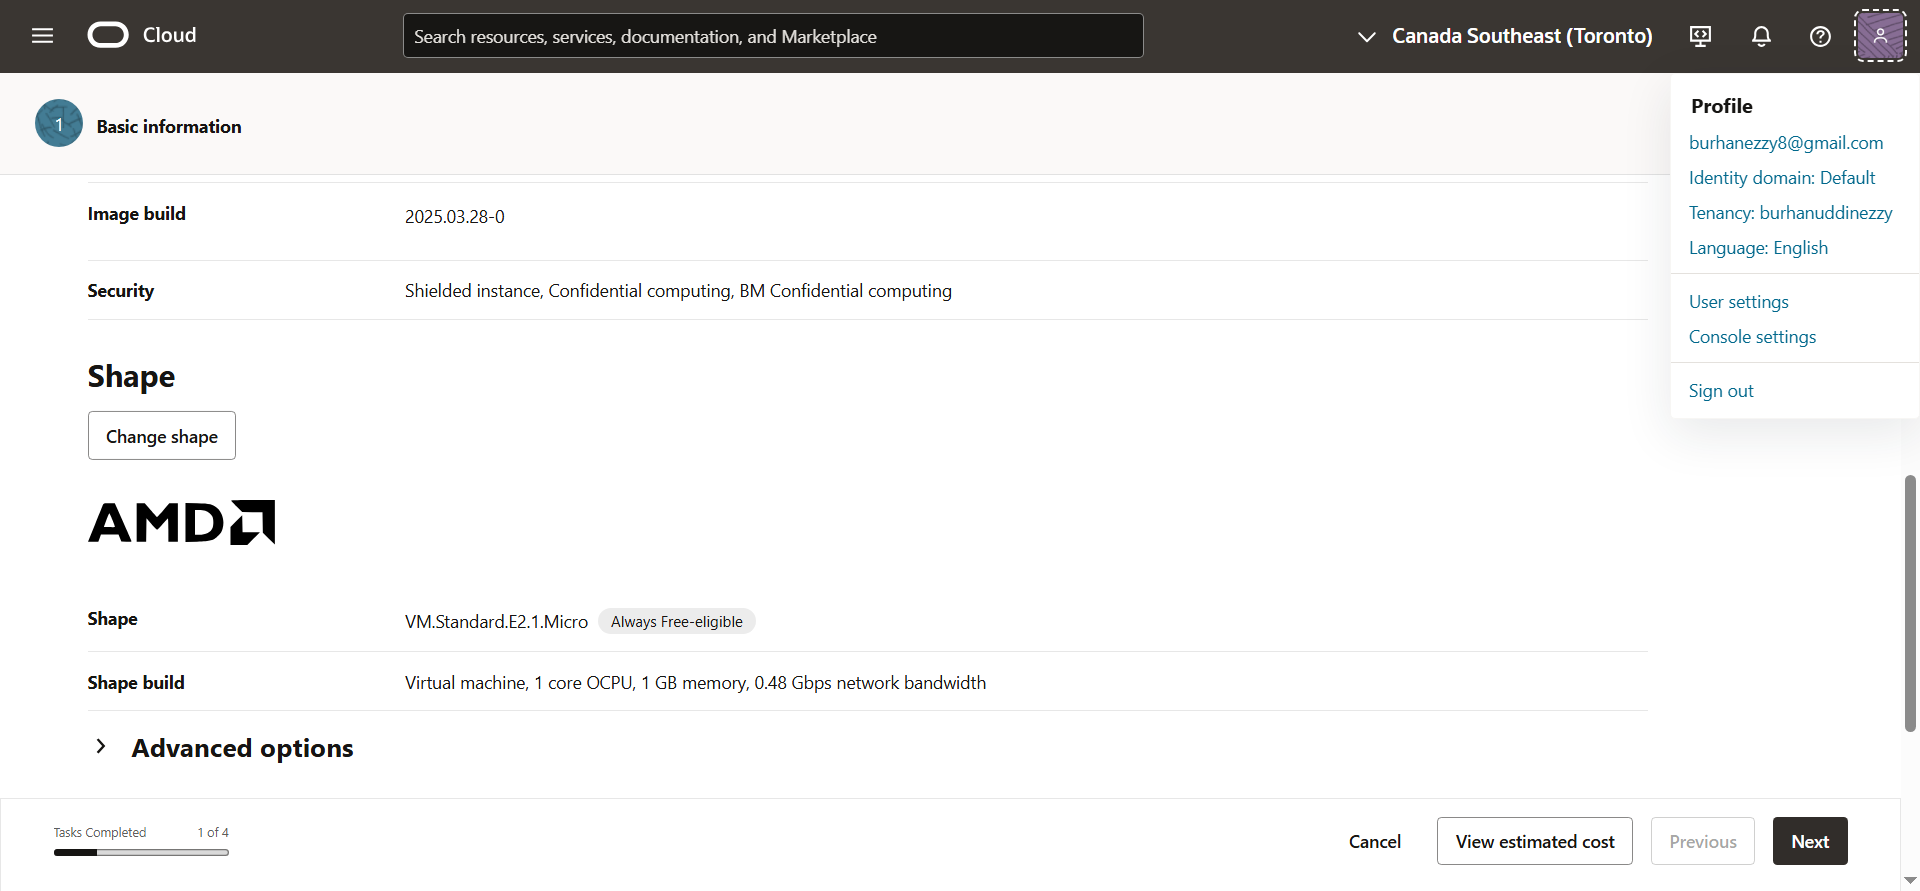 Cloud
Search resources, services, documentation, and Marketplace
Canada Southeast (Toronto)
1
Basic information
Profile
burhanezzy8@gmail.com
Identity domain: Default
Tenancy: burhanuddinezzy
Language: English
User settings
Console settings
Sign out
Image build
2025.03.28-0
Security
Shielded instance, Confidential computing, BM Confidential computing
Shape
Change shape
AMD
Shape
VM.Standard.E2.1.Micro
Always Free-eligible
Shape build
Virtual machine, 1 core OCPU, 1 GB memory, 0.48 Gbps network bandwidth
Advanced options
Tasks Completed
1 of 4
Cancel
View estimated cost
Previous
Next